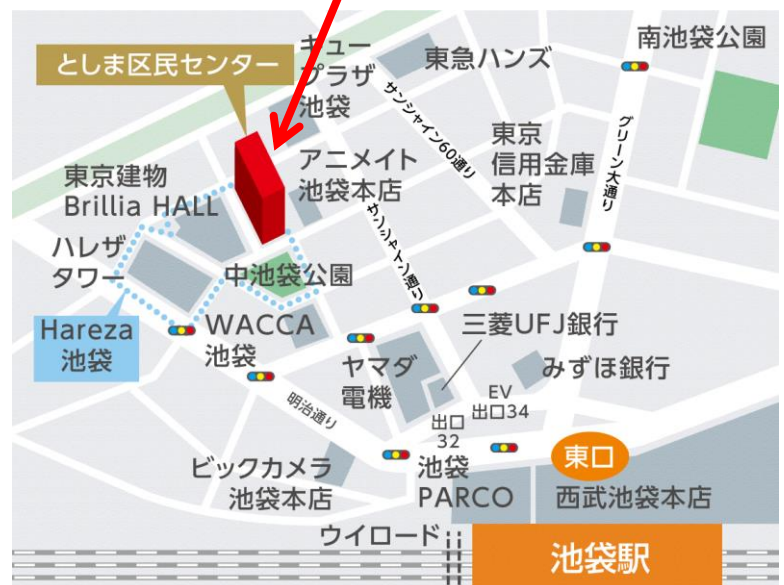 としま区民センター
キュー
プラザ
池袋
東急ハンズ
南池袋公園
サンシャイン60通り
グリーン大通り
東京
信用金庫
本店
アニメイト
池袋本店
東京建物
Brillia HALL
サンシャイン通り
ハレザ
タワー
中池袋公園
Hareza
池袋
WACCA
池袋
三菱UFJ銀行
ヤマダ
電機
みずほ銀行
EV
出口34
出口
32
明治通り
東口
ビックカメラ
池袋本店
池袋
PARCO
西武池袋本店
ウイロード
池袋駅